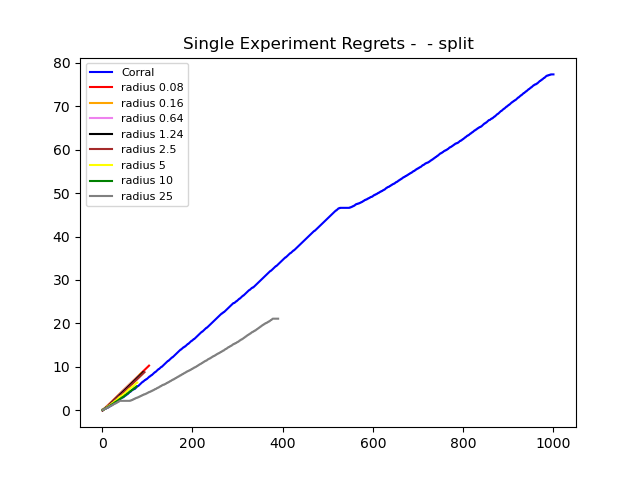 Single Experiment Regrets -  - split
80
70
60
50
40
30
20
10
0
Corral
radius 0.08
radius 0.16
radius 0.64
radius 1.24
radius 2.5
radius 5
radius 10
radius 25
0 200 400 600 800 1000